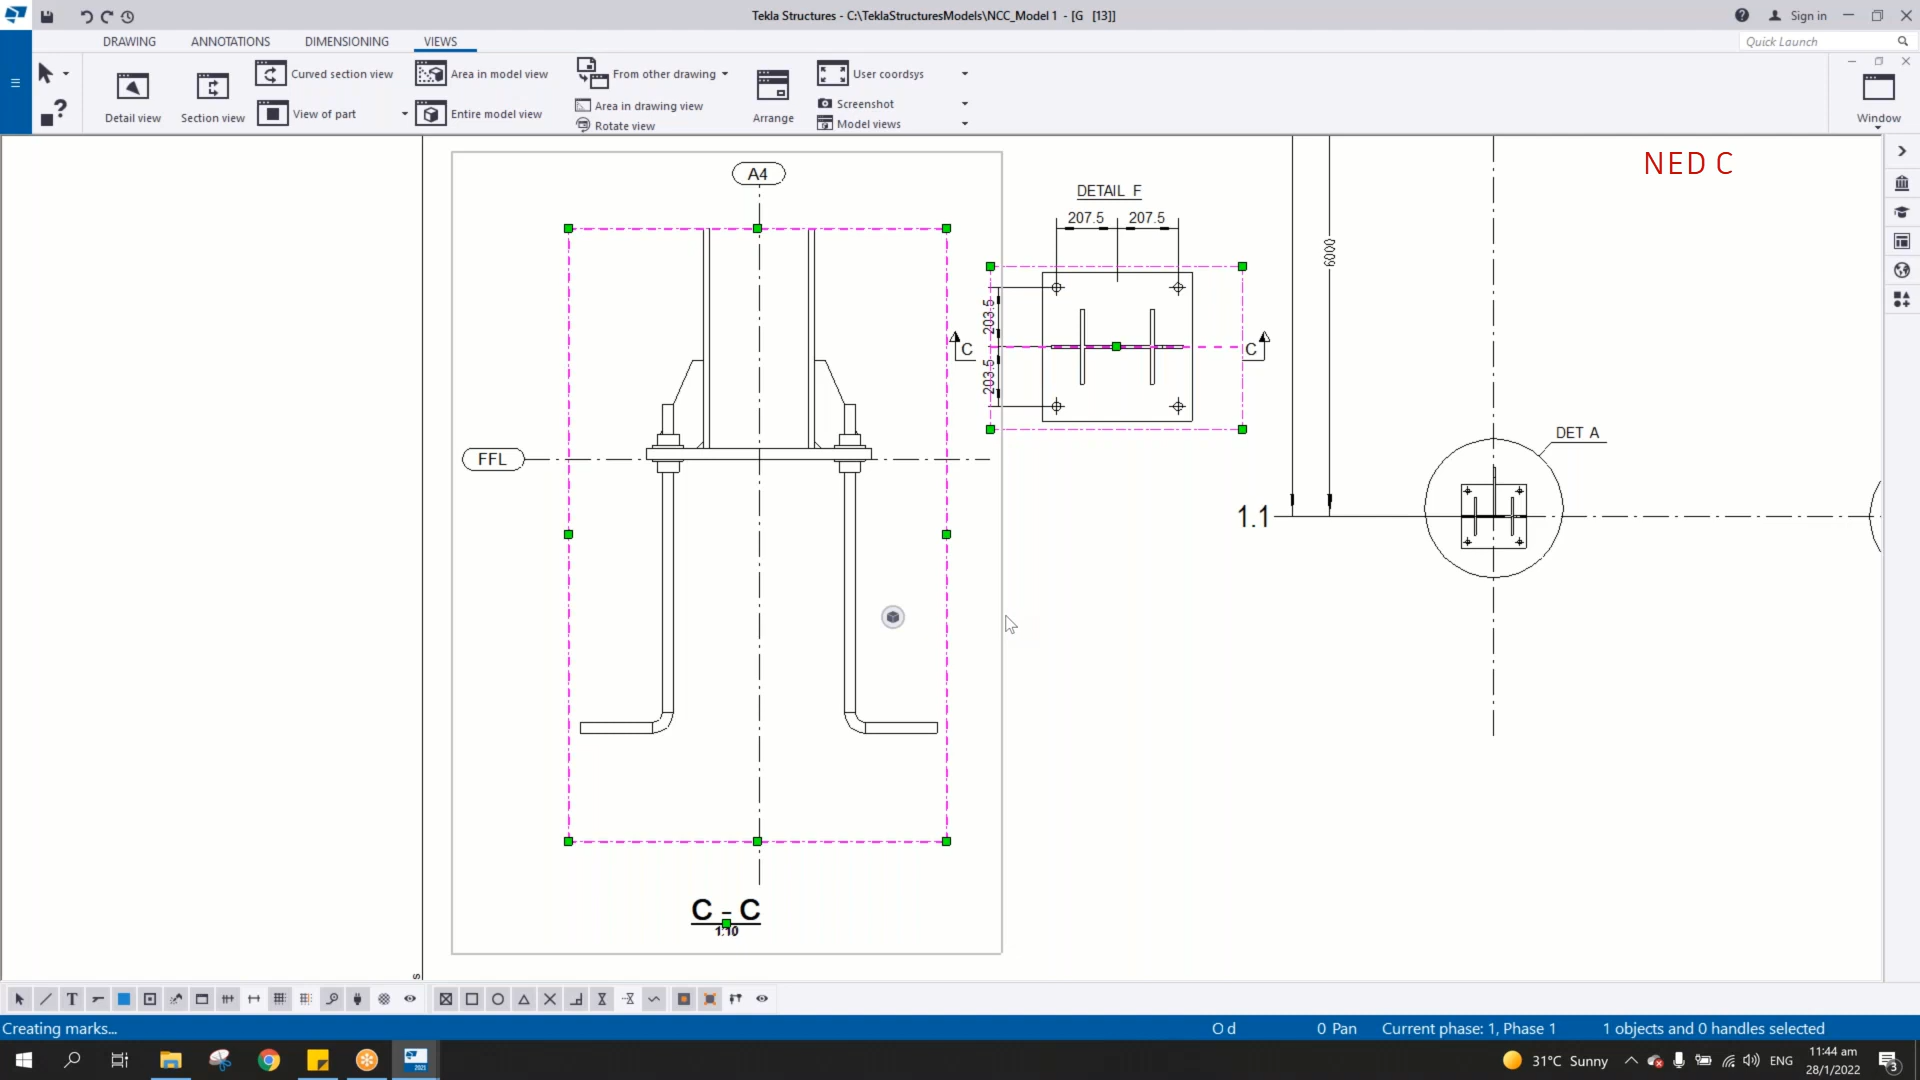 Tekla Structures - C:\TeklaStructuresModels\NCC_Model 1 - [G   [13]]
Sign in
DRAWING
ANNOTATIONS
DIMENSIONING
VIEWS
Quick Launch
Detail view
Section view
Curved section view
View of part
Area in model view
Entire model view
From other drawing
Area in drawing view
Rotate view
Arrange
User coordsys
Screenshot
Model views
Window
NED C
A4
FFL
C - C
1:10
DETAIL F
207.5
207.5
203.5
203.5
C
C
6000
DET A
1.1
s
Creating marks...
O d
0 Pan
Current phase: 1, Phase 1
1 objects and 0 handles selected
31°C Sunny
ENG
11:44 am
28/1/2022
3